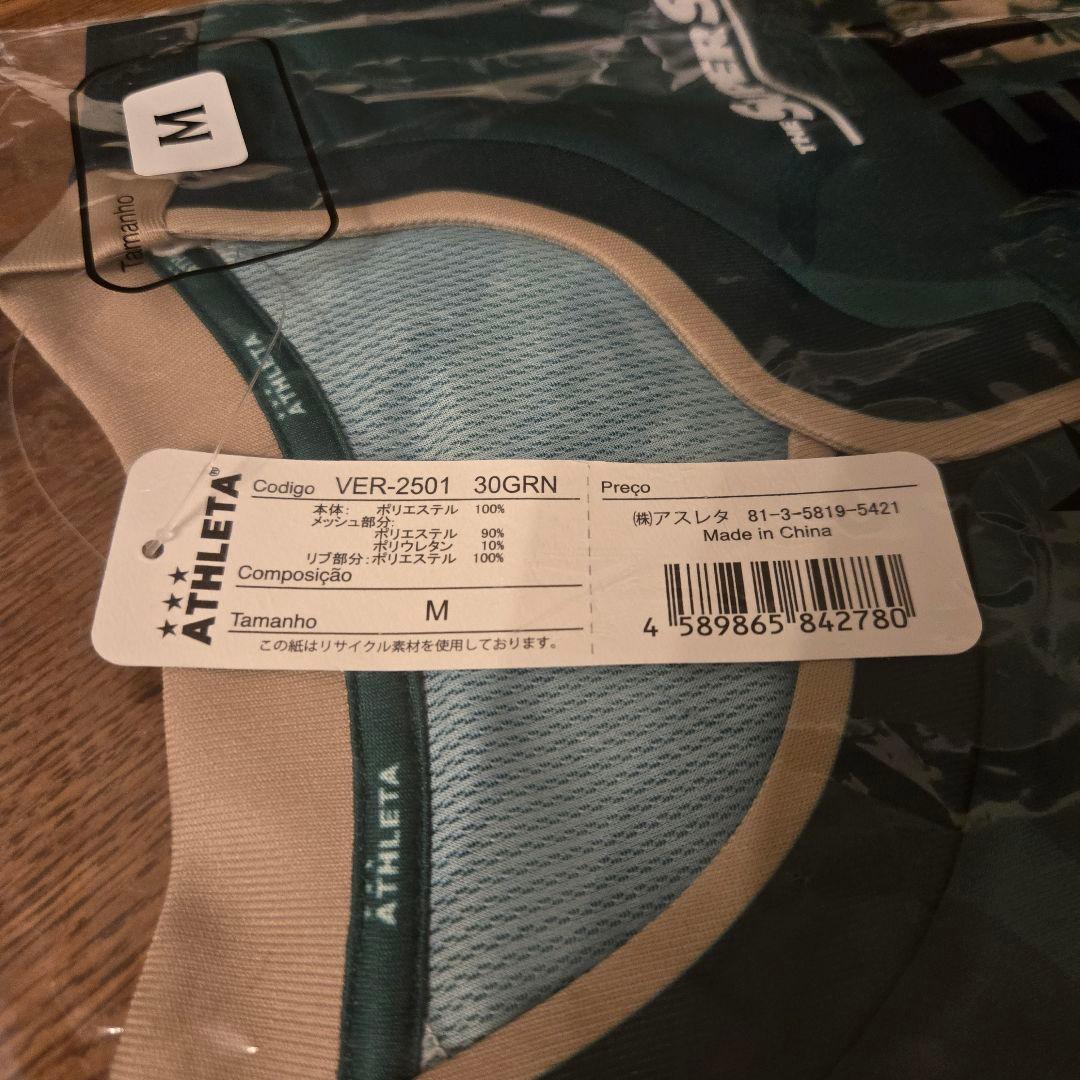 M
Tamanho
THE
ATHLETA
ATHLETA®
Codigo VER-2501 30GRN
本体: ポリエステル 100%
メッシュ部分:
ポリエステル 90%
ポリウレタン 10%
リブ部分:ポリエステル 100%
Composição
Tamanho M
この紙はリサイクル素材を使用しております。
Preço
(株)アスレタ 81-3-5819-5421
Made in China
4 589865 842780
ATHLETA